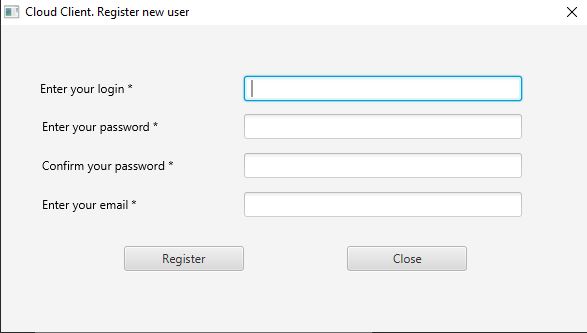 Cloud Client. Register new user
Enter your login *
Enter your password *
Confirm your password *
Enter your email *
Register Close